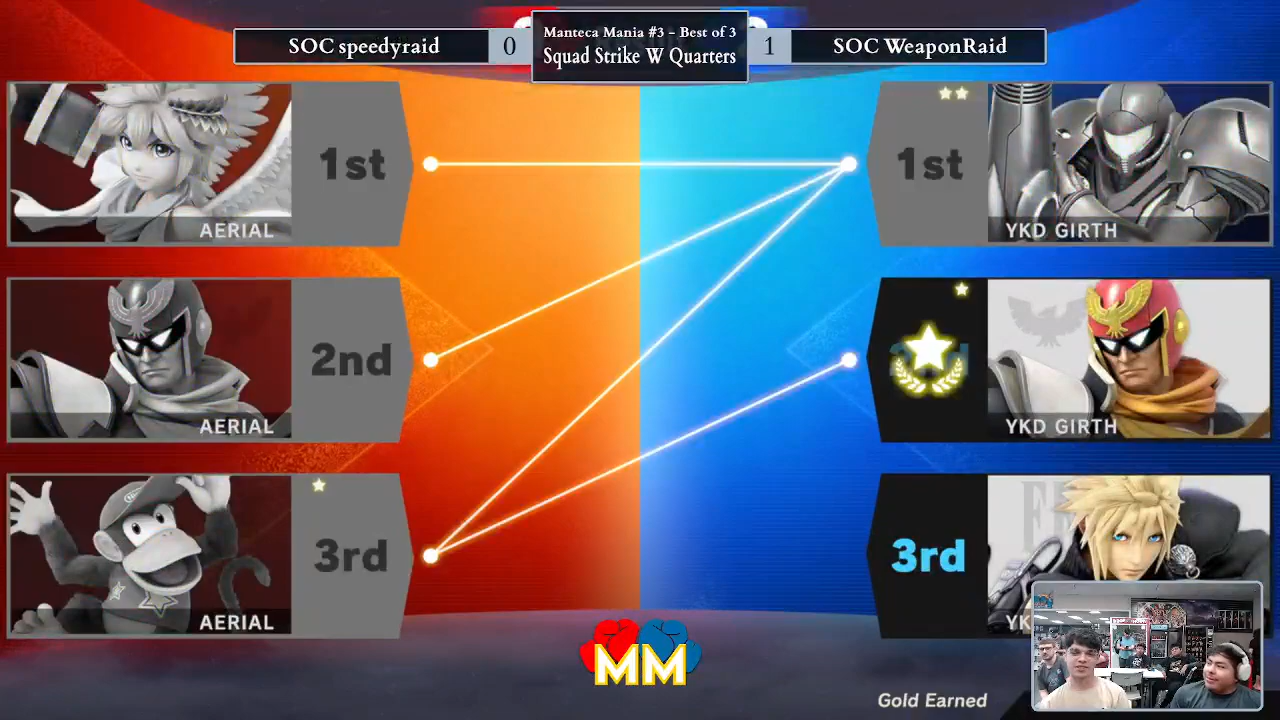 SOC speedyraid
0
Manteca Mania #3 - Best of 3
Squad Strike W Quarters
1
SOC WeaponRaid
1st
AERIAL
1st
YKD GIRTH
2nd
AERIAL
YKD GIRTH
3rd
AERIAL
3rd
MM
Gold Earned